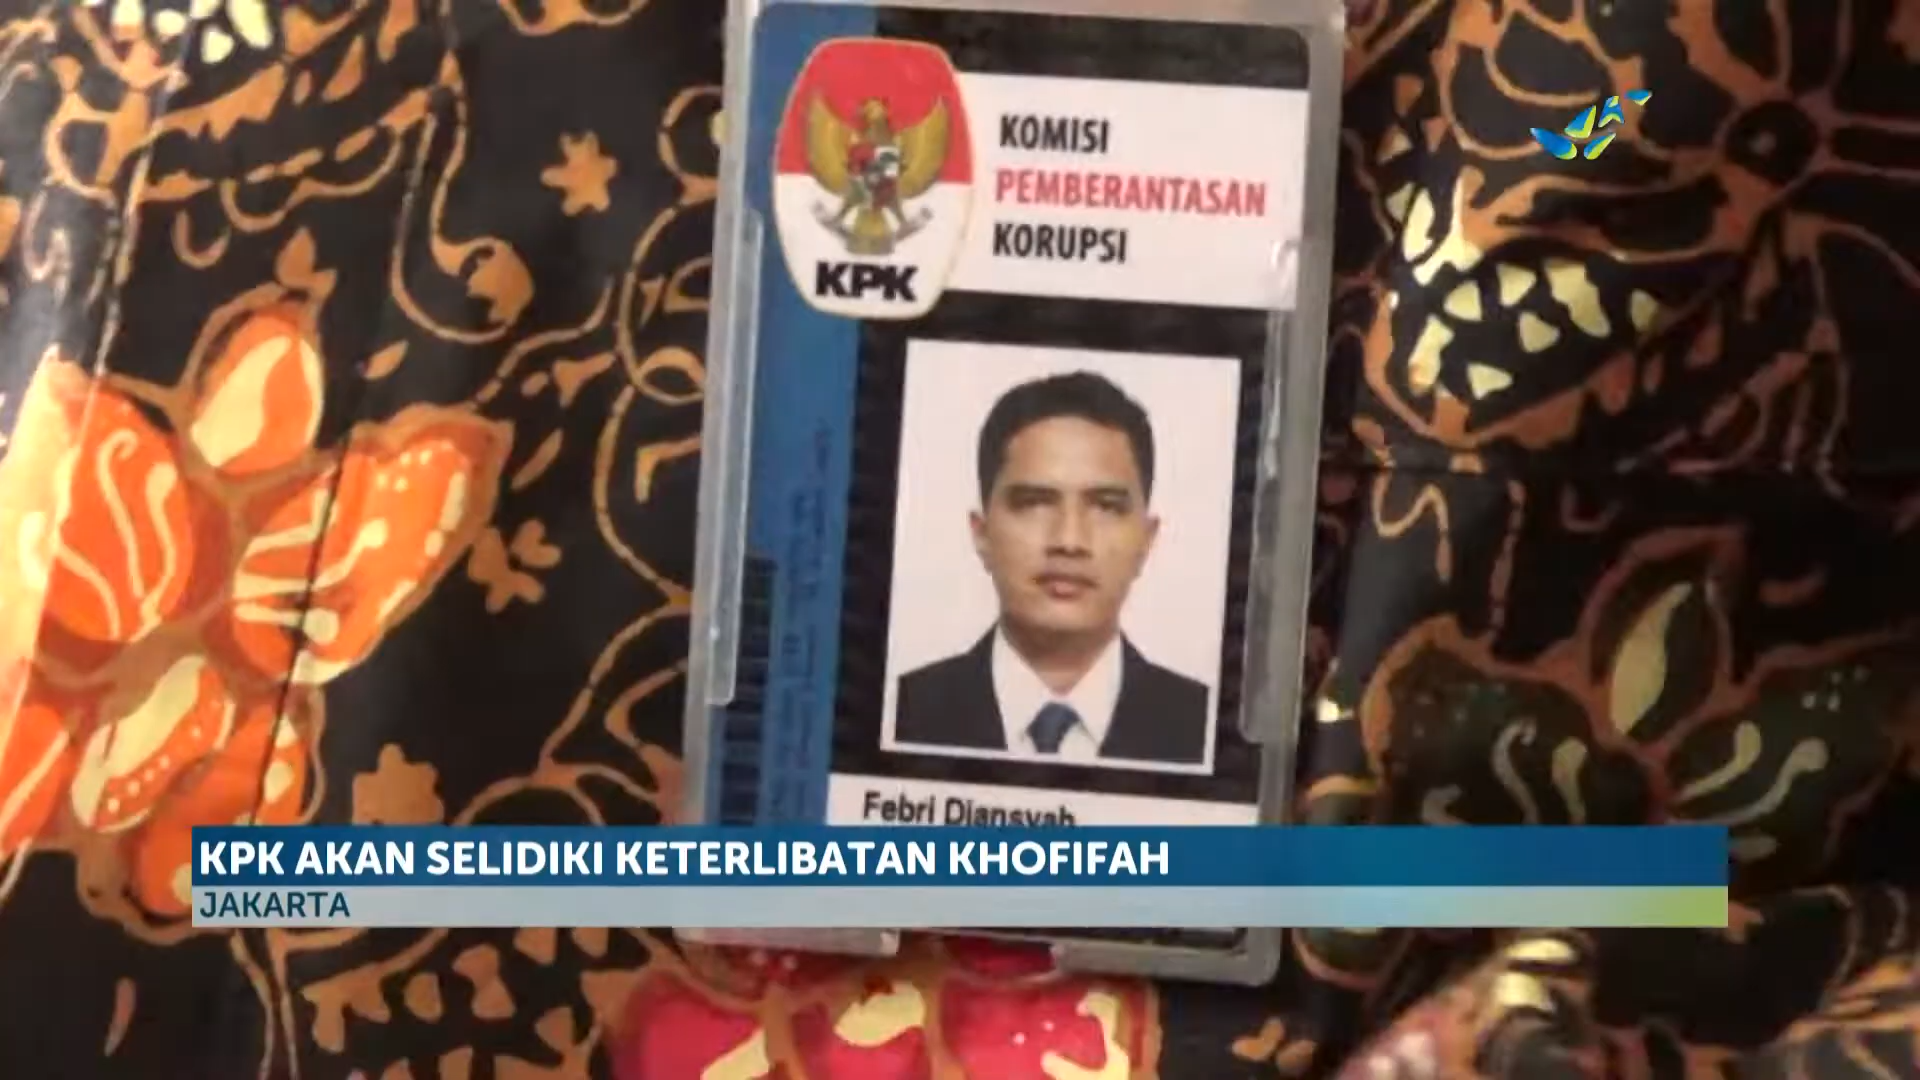 KOMISI
PEMBERANTASAN
KORUPSI
KPK
Febri Diansyah
KPK AKAN SELIDIKI KETERLIBATAN KHOFIFAH
JAKARTA